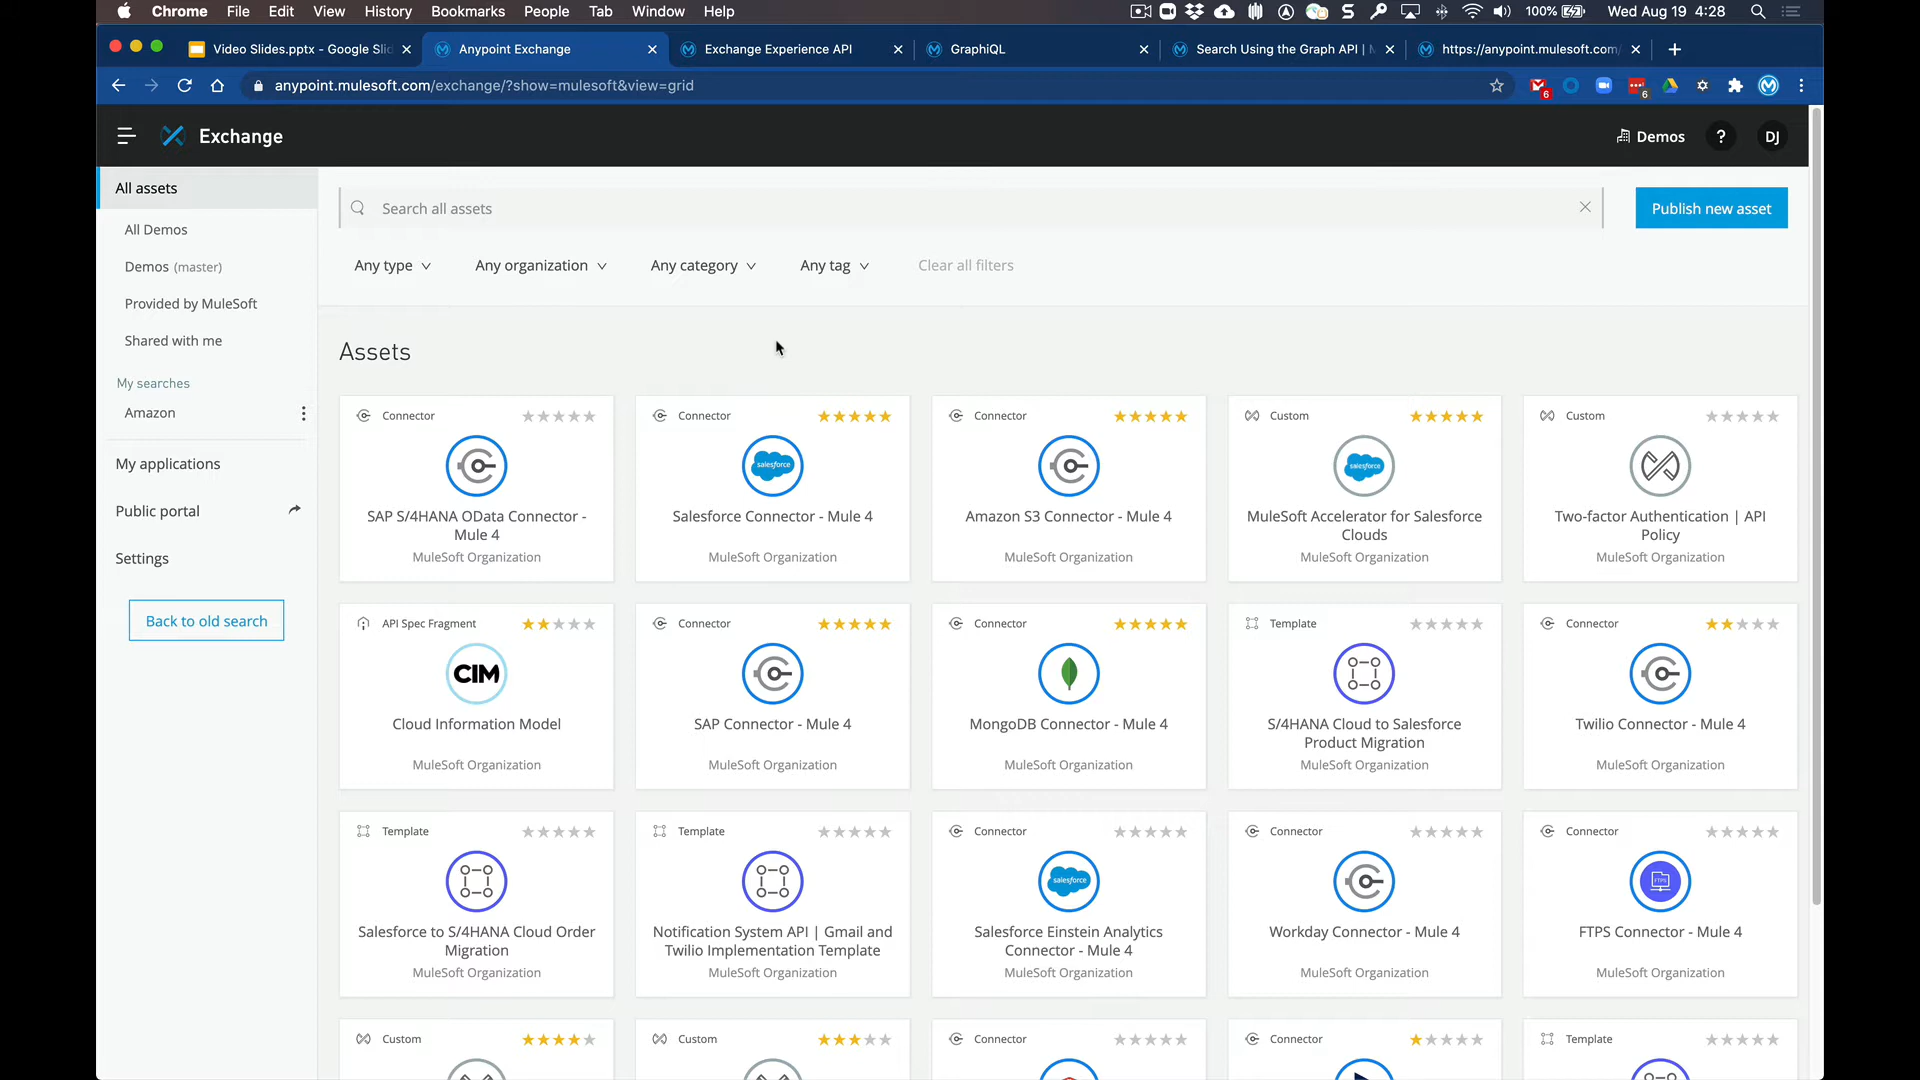 Chrome File Edit View History Bookmarks People Tab Window Help 100% Wed Aug 19 4:28
Video Slides.pptx - Google Slid Anypoint Exchange Exchange Experience API GraphiQL Search Using the Graph API | https://anypoint.mulesoft.com/
anypoint.mulesoft.com/exchange/?show=mulesoft&view=grid 6 6
Exchange Demos ? DJ
All assets
All Demos
Demos (master)
Provided by MuleSoft
Shared with me
My searches
Amazon
My applications
Public portal
Settings
Back to old search
Search all assets
Publish new asset
Any type Any organization Any category Any tag Clear all filters
Assets
Connector
SAP S/4HANA OData Connector -
Mule 4
MuleSoft Organization
Connector
salesforce
Salesforce Connector - Mule 4
MuleSoft Organization
Connector
Amazon S3 Connector - Mule 4
MuleSoft Organization
Custom
salesforce
MuleSoft Accelerator for Salesforce
Clouds
MuleSoft Organization
Custom
Two-factor Authentication | API
Policy
MuleSoft Organization
API Spec Fragment
CIM
Cloud Information Model
MuleSoft Organization
Connector
SAP Connector - Mule 4
MuleSoft Organization
Connector
MongoDB Connector - Mule 4
MuleSoft Organization
Template
S/4HANA Cloud to Salesforce
Product Migration
MuleSoft Organization
Connector
Twilio Connector - Mule 4
MuleSoft Organization
Template
Salesforce to S/4HANA Cloud Order
Migration
MuleSoft Organization
Template
Notification System API | Gmail and
Twilio Implementation Template
MuleSoft Organization
Connector
salesforce
Salesforce Einstein Analytics
Connector - Mule 4
MuleSoft Organization
Connector
Workday Connector - Mule 4
MuleSoft Organization
Connector
FTPS
FTPS Connector - Mule 4
MuleSoft Organization
Custom
Custom
Connector
Connector
Template